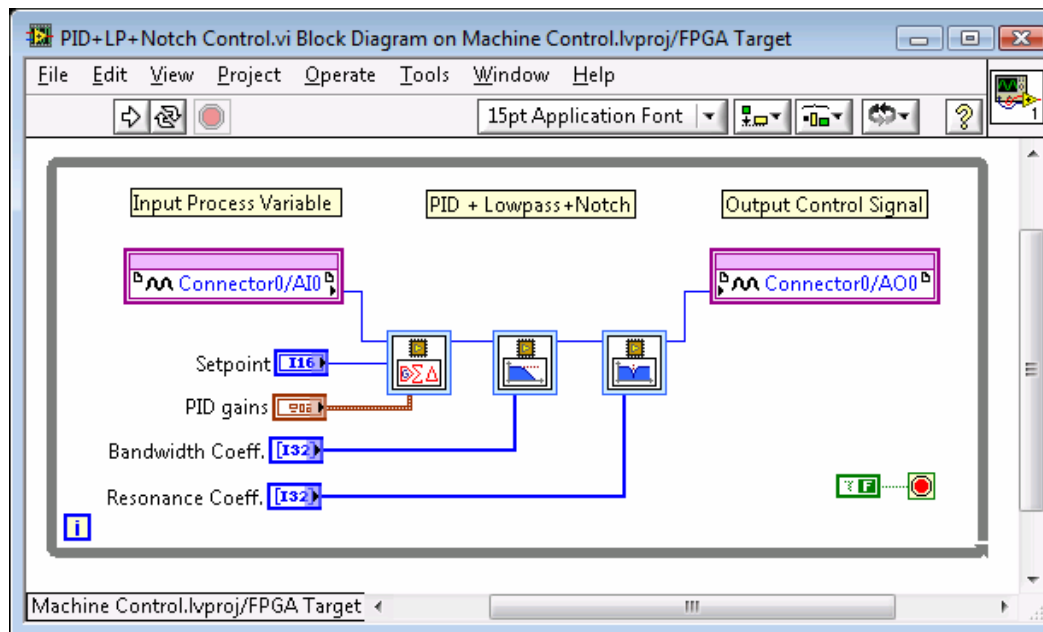 PID+LP+Notch Control.vi Block Diagram on Machine Control.lvproj/FPGA Target
File Edit View Project Operate Tools Window Help
15pt Application Font
1
Input Process Variable
PID + Lowpass+Notch
Output Control Signal
Connector0/AI0
Connector0/AO0
Setpoint
I16
PID gains
Bandwidth Coeff.
[I32]
Resonance Coeff.
[I32]
F
i
Machine Control.lvproj/FPGA Target